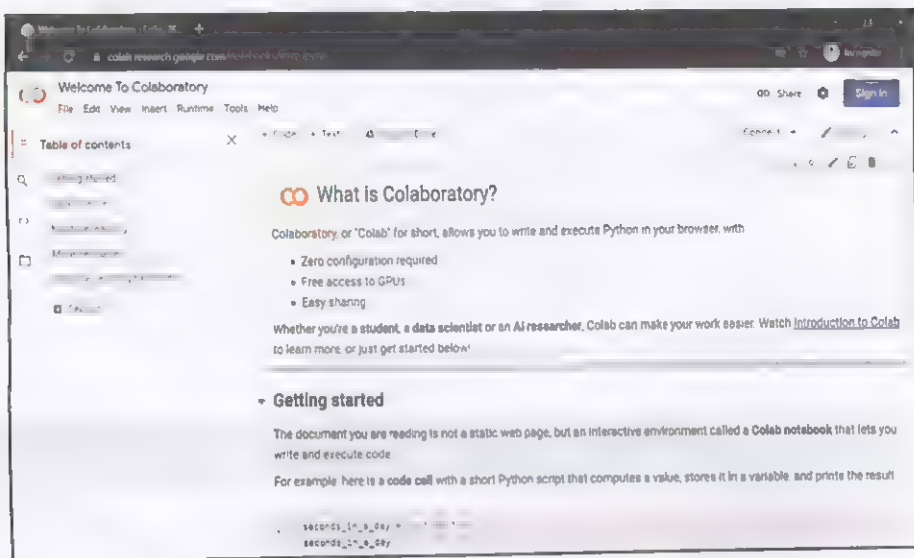 colab.research.google.com/
Incognito
Welcome To Colaboratory
File Edit View Insert Runtime Tools Help
Share
Sign in
Table of contents
+ Code + Text
What is Colaboratory?
Colaboratory, or "Colab" for short, allows you to write and execute Python in your browser, with
• Zero configuration required
• Free access to GPUs
• Easy sharing
Whether you're a student, a data scientist or an AI researcher, Colab can make your work easier. Watch Introduction to Colab
to learn more, or just get started below!
Getting started
The document you are reading is not a static web page, but an interactive environment called a Colab notebook that lets you
write and execute code
For example, here is a code cell with a short Python script that computes a value, stores it in a variable, and prints the result
seconds_in_a_day =
seconds_in_a_day